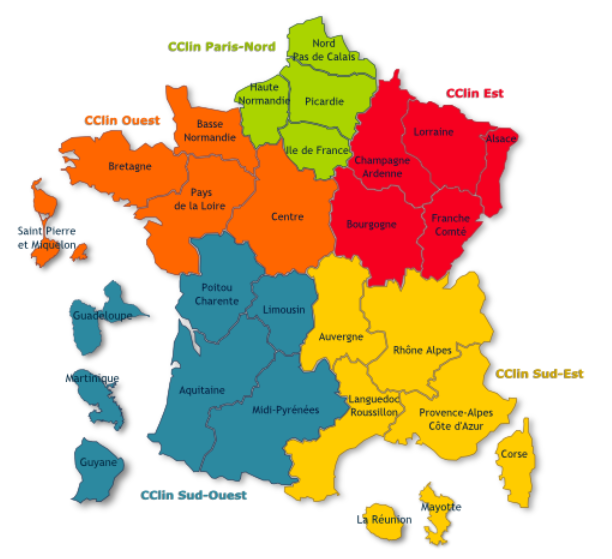 Nord
Pas de Calais
CClin Paris-Nord
Haute
Normandie
Picardie
CClin Est
CClin Ouest
Basse
Normandie
Lorraine
Alsace
Ile de France
Bretagne
Champagne
Ardenne
Pays
de la Loire
Centre
Bourgogne
Franche
Comté
Saint Pierre
et Miquelon
Poitou
Charente
Limousin
Guadeloupe
Auvergne
Rhône Alpes
CClin Sud-Est
Martinique
Aquitaine
Languedoc
Roussillon
Midi-Pyrénées
Provence-Alpes
Côte d'Azur
Corse
Guyane
CClin Sud-Ouest
Mayotte
La Réunion